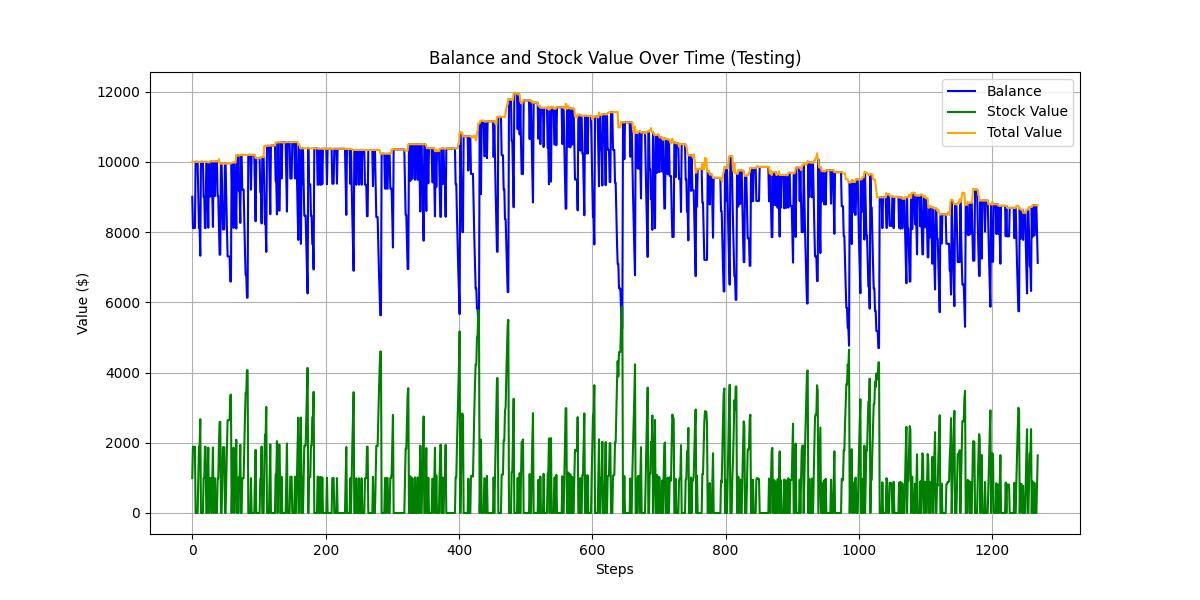 Balance and Stock Value Over Time (Testing)
Balance
Stock Value
Total Value
Value ($)
12000
10000
8000
6000
4000
2000
0
0 200 400 600 800 1000 1200
Steps